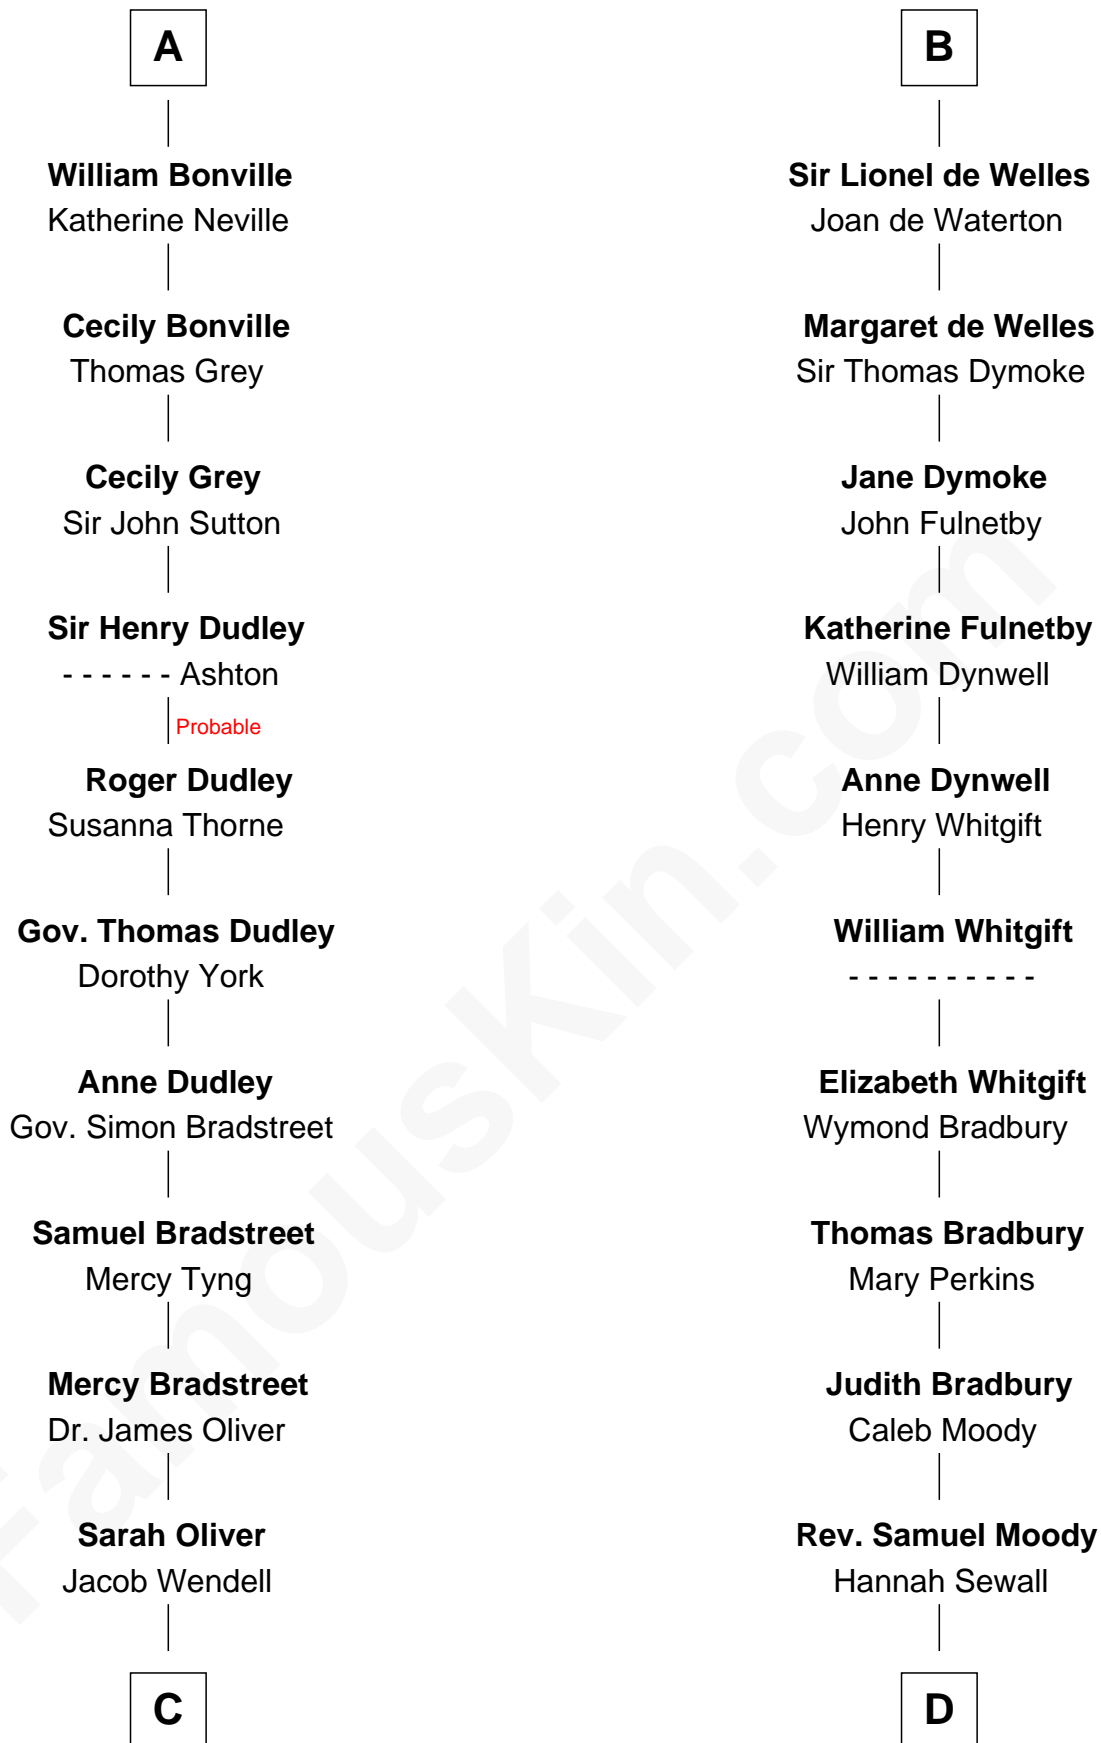 A
William Bonville
Katherine Neville
Cecily Bonville
Thomas Grey
Cecily Grey
Sir John Sutton
Sir Henry Dudley
- - - - - - Ashton
Probable
Roger Dudley
Susanna Thorne
Gov. Thomas Dudley
Dorothy York
Anne Dudley
Gov. Simon Bradstreet
Samuel Bradstreet
Mercy Tyng
Mercy Bradstreet
Dr. James Oliver
Sarah Oliver
Jacob Wendell
C
B
Sir Lionel de Welles
Joan de Waterton
Margaret de Welles
Sir Thomas Dymoke
Jane Dymoke
John Fulnetby
Katherine Fulnetby
William Dynwell
Anne Dynwell
Henry Whitgift
William Whitgift
- - - - - - - - - -
Elizabeth Whitgift
Wymond Bradbury
Thomas Bradbury
Mary Perkins
Judith Bradbury
Caleb Moody
Rev. Samuel Moody
Hannah Sewall
D
FamousKin.com